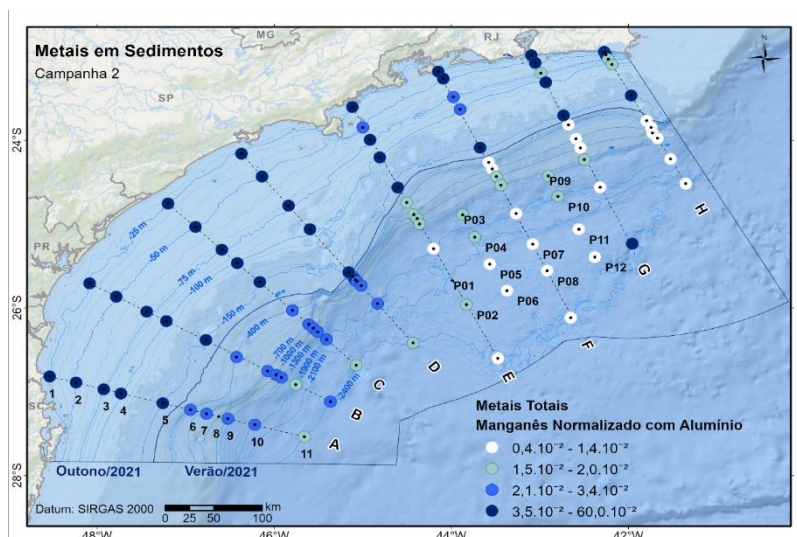 MG
RJ
Metais em Sedimentos
Campanha 2
N
SP
24°S
-25 m
-50 m
P09
P10
H
P03
P04
P11
P07
PR
-75 m
-100 m
P05
P12
G
P01
P08
26°S
-150 m
P06
-400 m
P02
F
-700 m
-1000 m
-1300 m
-1900 m
-2100 m
D
E
C
-2400 m
SC
1
2
3
4
B
Metais Totais
Manganês Normalizado com Alumínio
5
6
7
8
9
10
11
A
0,4.10⁻² - 1,4.10⁻²
1,5.10⁻² - 2,0.10⁻²
Outono/2021
Verão/2021
2,1.10⁻² - 3,4.10⁻²
28°S
3,5.10⁻² - 60,0.10⁻²
Datum: SIRGAS 2000
km
0
25
50
100
48°W
46°W
44°W
42°W